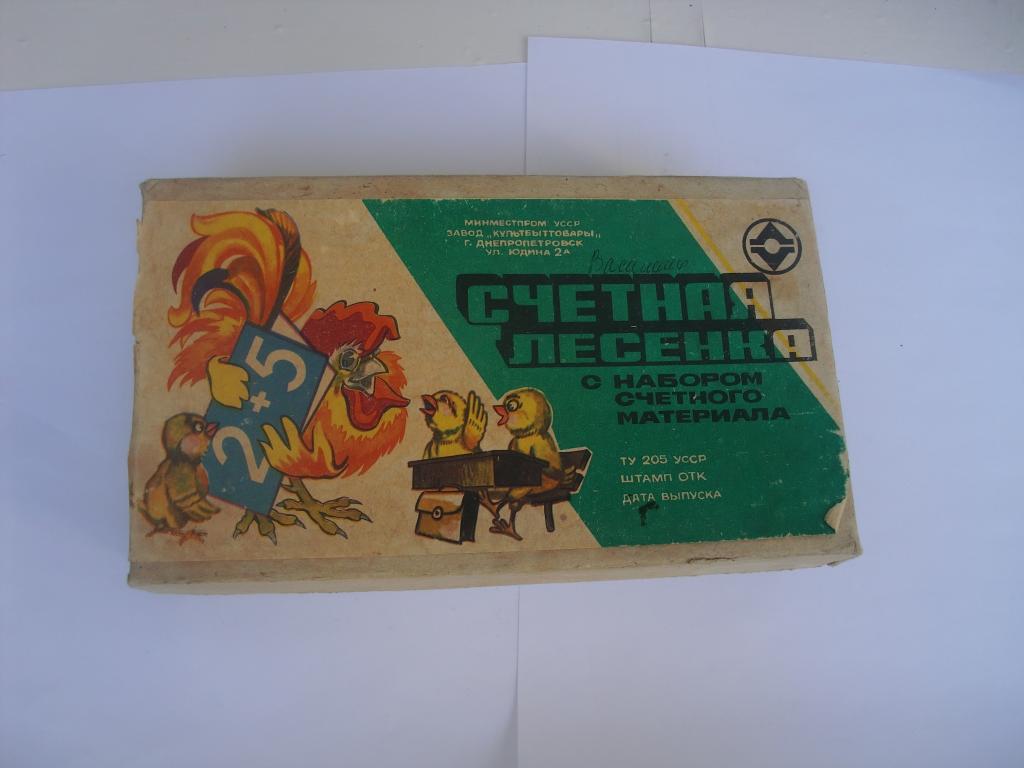 МИНМЕСТПРОМ УССР
ЗАВОД „КУЛЬТБЫТТОВАРЫ„
Г. ДНЕПРОПЕТРОВСК
УЛ. ЮДИНА 2А
СЧЕТНАЯ
ЛЕСЕНКА
С НАБОРОМ
СЧЕТНОГО
МАТЕРИАЛА
2+5
ТУ 205 УССР
ШТАМП ОТК
ДАТА ВЫПУСКА